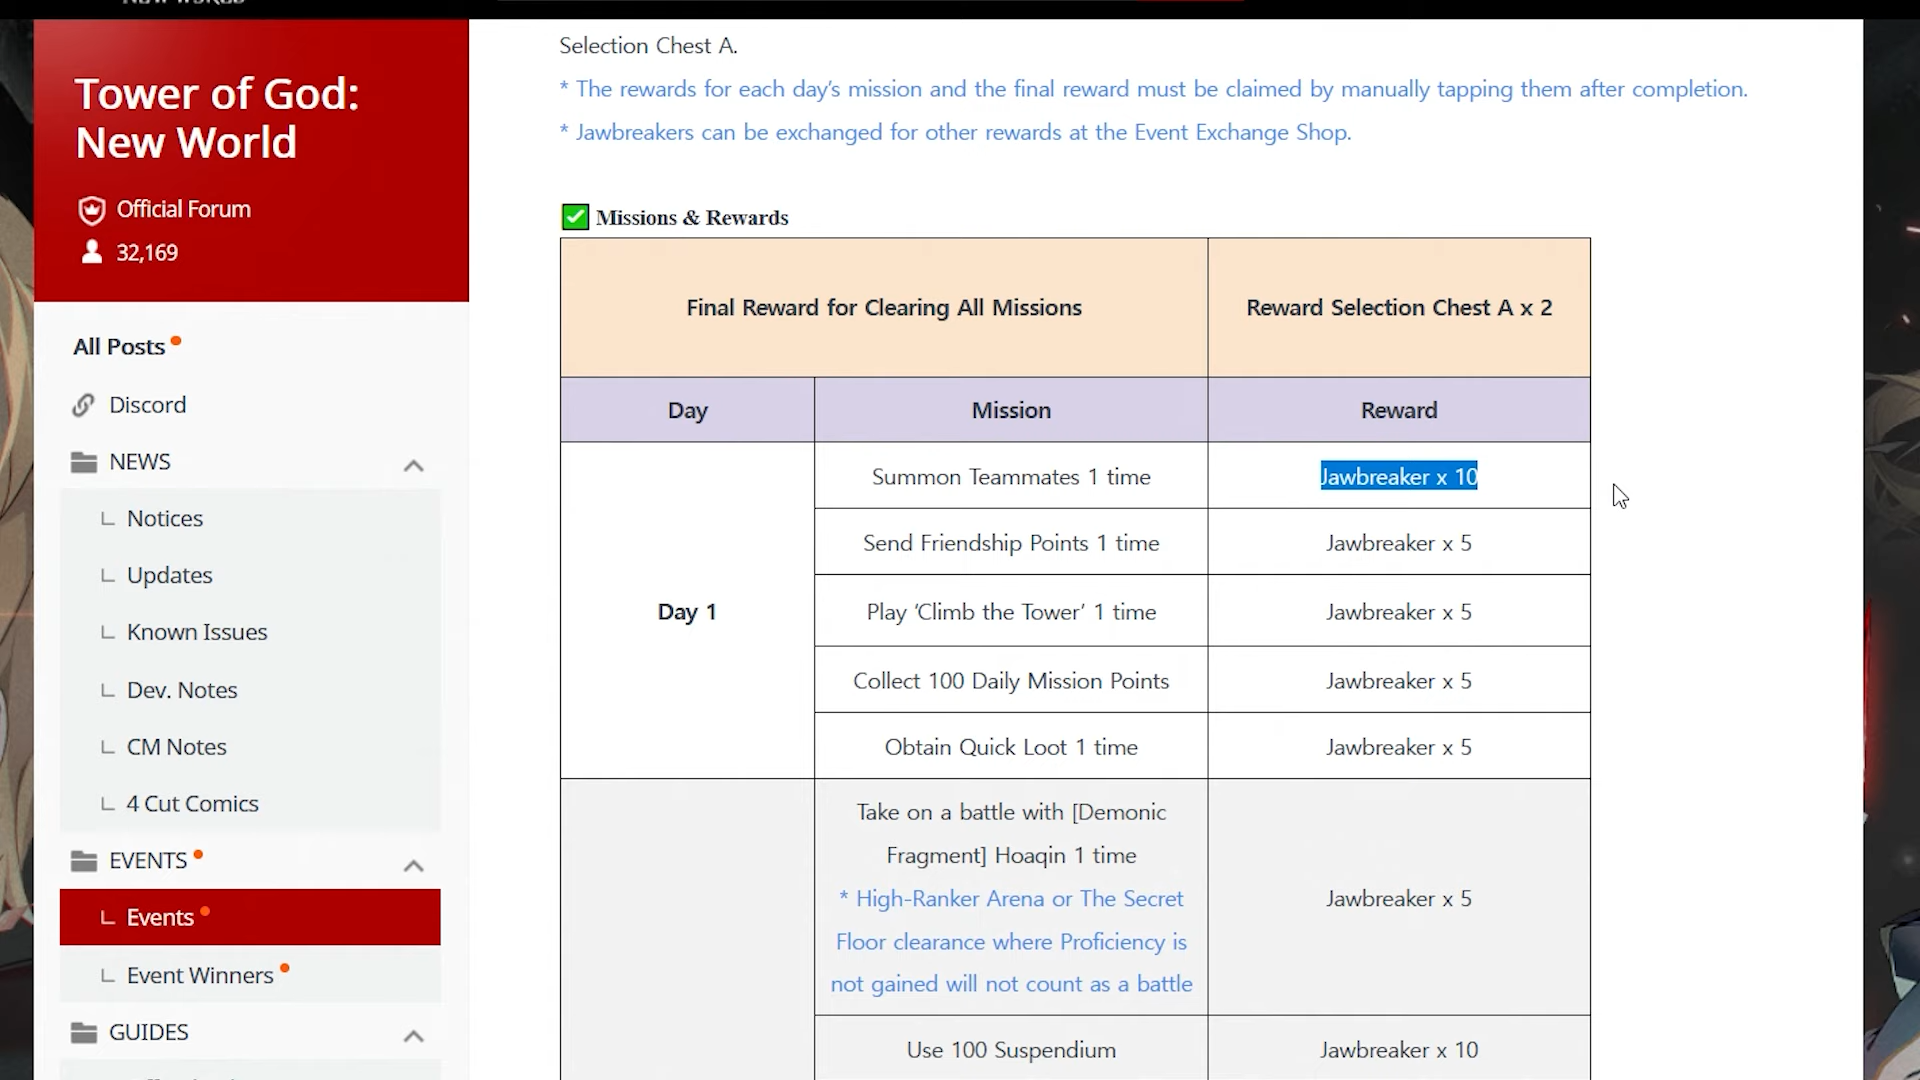 NEW WORLD
Tower of God:
New World
Official Forum
32,169
All Posts
Discord
NEWS
Notices
Updates
Known Issues
Dev. Notes
CM Notes
4 Cut Comics
EVENTS
Events
Event Winners
GUIDES
Selection Chest A.
* The rewards for each day's mission and the final reward must be claimed by manually tapping them after completion.
* Jawbreakers can be exchanged for other rewards at the Event Exchange Shop.
Missions & Rewards
Final Reward for Clearing All Missions
Reward Selection Chest A x 2
Day
Mission
Reward
Day 1
Summon Teammates 1 time
Jawbreaker x 10
Send Friendship Points 1 time
Jawbreaker x 5
Play ‘Climb the Tower’ 1 time
Jawbreaker x 5
Collect 100 Daily Mission Points
Jawbreaker x 5
Obtain Quick Loot 1 time
Jawbreaker x 5
Take on a battle with [Demonic
Fragment] Hoaqin 1 time
* High-Ranker Arena or The Secret
Floor clearance where Proficiency is
not gained will not count as a battle
Jawbreaker x 5
Use 100 Suspendium
Jawbreaker x 10